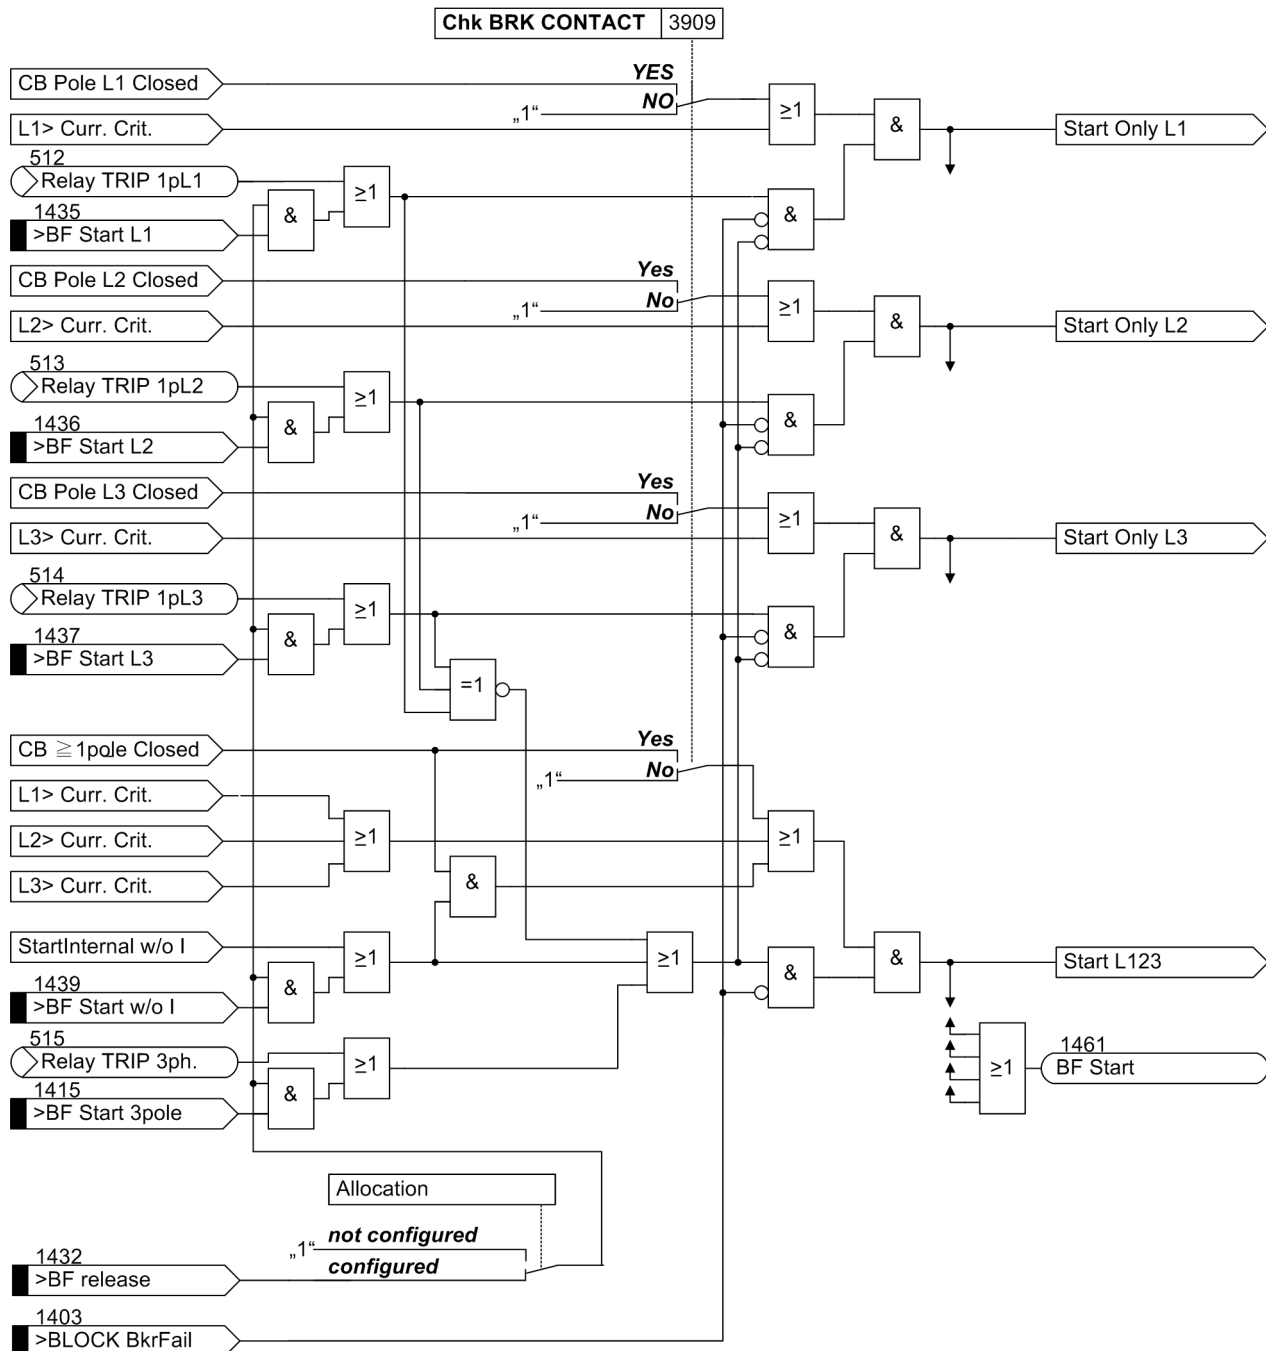 Chk BRK CONTACT 3909
CB Pole L1 Closed
YES
NO
„1“
L1> Curr. Crit.
≥1
&
Start Only L1
512
Relay TRIP 1pL1
≥1
1435
>BF Start L1
&
&
CB Pole L2 Closed
Yes
No
„1“
L2> Curr. Crit.
≥1
&
Start Only L2
513
Relay TRIP 1pL2
≥1
1436
>BF Start L2
&
&
CB Pole L3 Closed
Yes
No
„1“
L3> Curr. Crit.
≥1
&
Start Only L3
514
Relay TRIP 1pL3
≥1
1437
>BF Start L3
&
&
=1
CB ≧1pole Closed
Yes
No
„1“
L1> Curr. Crit.
L2> Curr. Crit.
≥1
≥1
L3> Curr. Crit.
&
StartInternal w/o I
≥1
≥1
&
Start L123
1439
>BF Start w/o I
&
&
515
Relay TRIP 3ph.
≥1
1415
>BF Start 3pole
&
≥1
1461
BF Start
Allocation
„1“
not configured
configured
1432
>BF release
1403
>BLOCK BkrFail